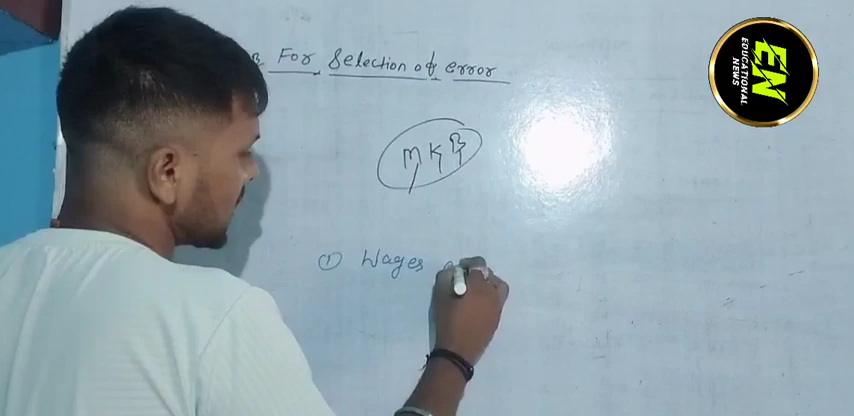 For Selection of error
MKB
① Wages
EN
EDUCATIONAL
NEWS